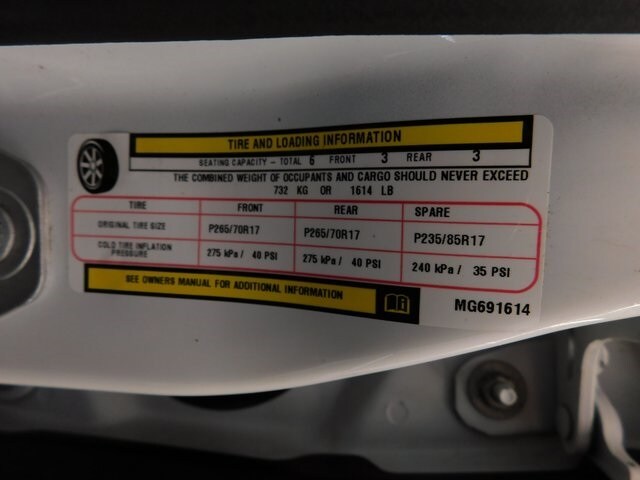 TIRE AND LOADING INFORMATION
SEATING CAPACITY - TOTAL 6 FRONT 3 REAR 3
THE COMBINED WEIGHT OF OCCUPANTS AND CARGO SHOULD NEVER EXCEED
732 KG OR 1614 LB
TIRE FRONT REAR SPARE
ORIGINAL TIRE SIZE P265/70R17 P265/70R17 P235/85R17
COLD TIRE INFLATION PRESSURE 275 kPa / 40 PSI 275 kPa / 40 PSI 240 kPa / 35 PSI
SEE OWNERS MANUAL FOR ADDITIONAL INFORMATION
MG691614